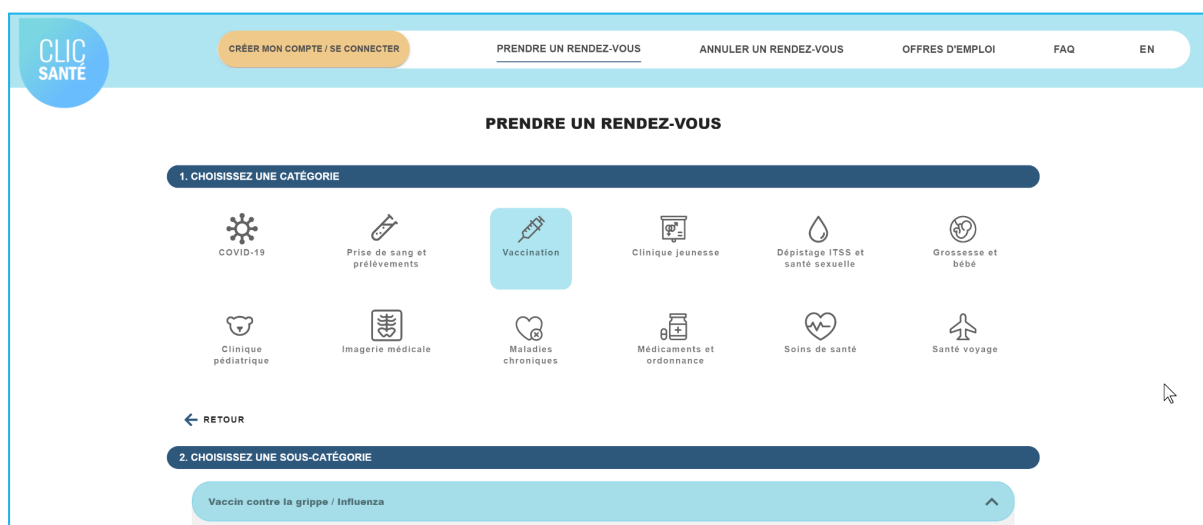 CLIC
SANTÉ
CRÉER MON COMPTE / SE CONNECTER
PRENDRE UN RENDEZ-VOUS
ANNULER UN RENDEZ-VOUS
OFFRES D'EMPLOI
FAQ
EN
PRENDRE UN RENDEZ-VOUS
1. CHOISISSEZ UNE CATÉGORIE
COVID-19
Prise de sang et
prélèvements
Vaccination
Clinique jeunesse
Dépistage ITSS et
santé sexuelle
Grossesse et
bébé
Clinique
pédiatrique
Imagerie médicale
Maladies
chroniques
Médicaments et
ordonnance
Soins de santé
Santé voyage
RETOUR
2. CHOISISSEZ UNE SOUS-CATÉGORIE
Vaccin contre la grippe / Influenza